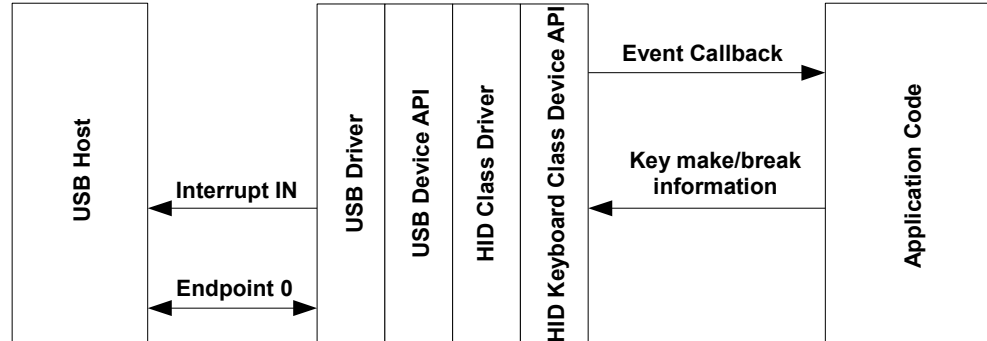 USB Host
Interrupt IN
Endpoint 0
USB Driver
USB Device API
HID Class Driver
HID Keyboard Class Device API
Event Callback
Key make/break
information
Application Code